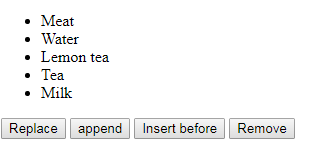 Meat
Water
Lemon tea
Tea
Milk
Replace append Insert before Remove